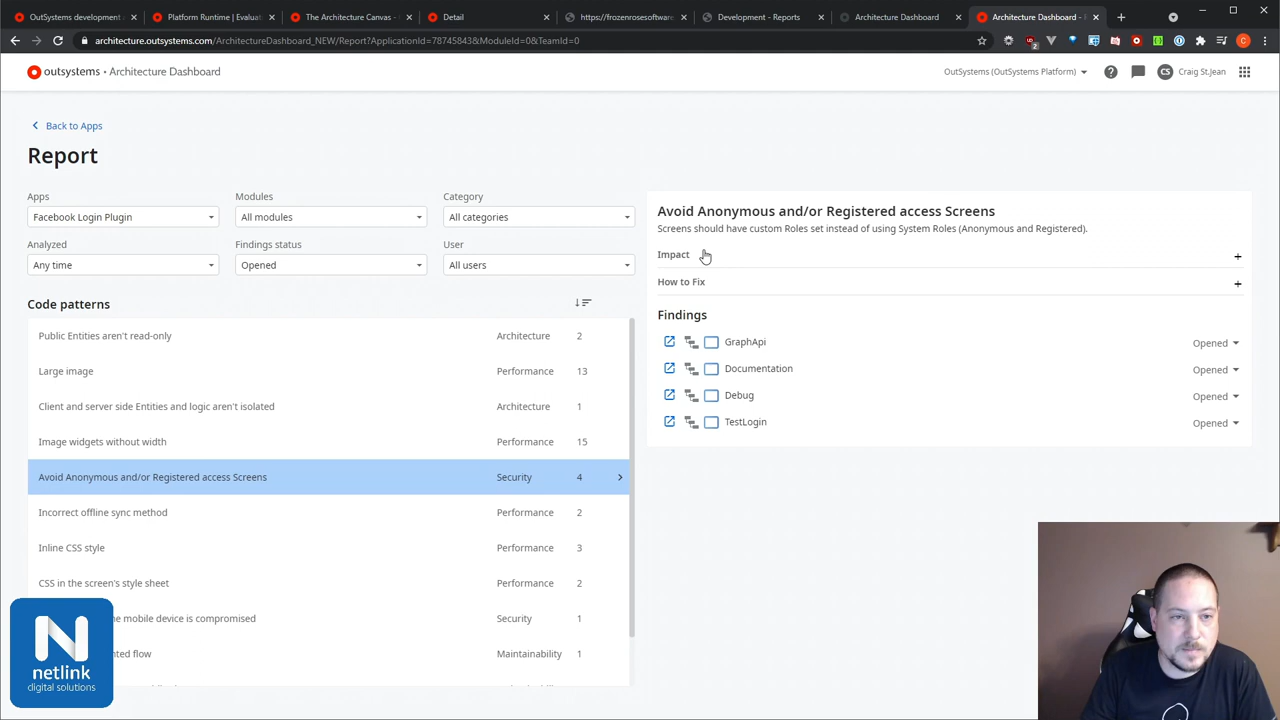 OutSystems development
Platform Runtime | Evaluat
The Architecture Canvas -
Detail
https://frozenrosesoftware
Development - Reports
Architecture Dashboard
Architecture Dashboard - R
architecture.outsystems.com/ArchitectureDashboard_NEW/Report?ApplicationId=78745843&ModuleId=0&TeamId=0
outsystems • Architecture Dashboard
OutSystems (OutSystems Platform)
CS Craig St.Jean
Back to Apps
Report
Apps
Modules
Category
Facebook Login Plugin
All modules
All categories
Analyzed
Findings status
User
Any time
Opened
All users
Code patterns
Public Entities aren't read-only Architecture 2
Large image Performance 13
Client and server side Entities and logic aren't isolated Architecture 1
Image widgets without width Performance 15
Avoid Anonymous and/or Registered access Screens Security 4
Incorrect offline sync method Performance 2
Inline CSS style Performance 3
CSS in the screen's style sheet Performance 2
he mobile device is compromised Security 1
nted flow Maintainability 1
Avoid Anonymous and/or Registered access Screens
Screens should have custom Roles set instead of using System Roles (Anonymous and Registered).
Impact +
How to Fix +
Findings
GraphApi Opened
Documentation Opened
Debug Opened
TestLogin Opened
N
netlink
digital solutions